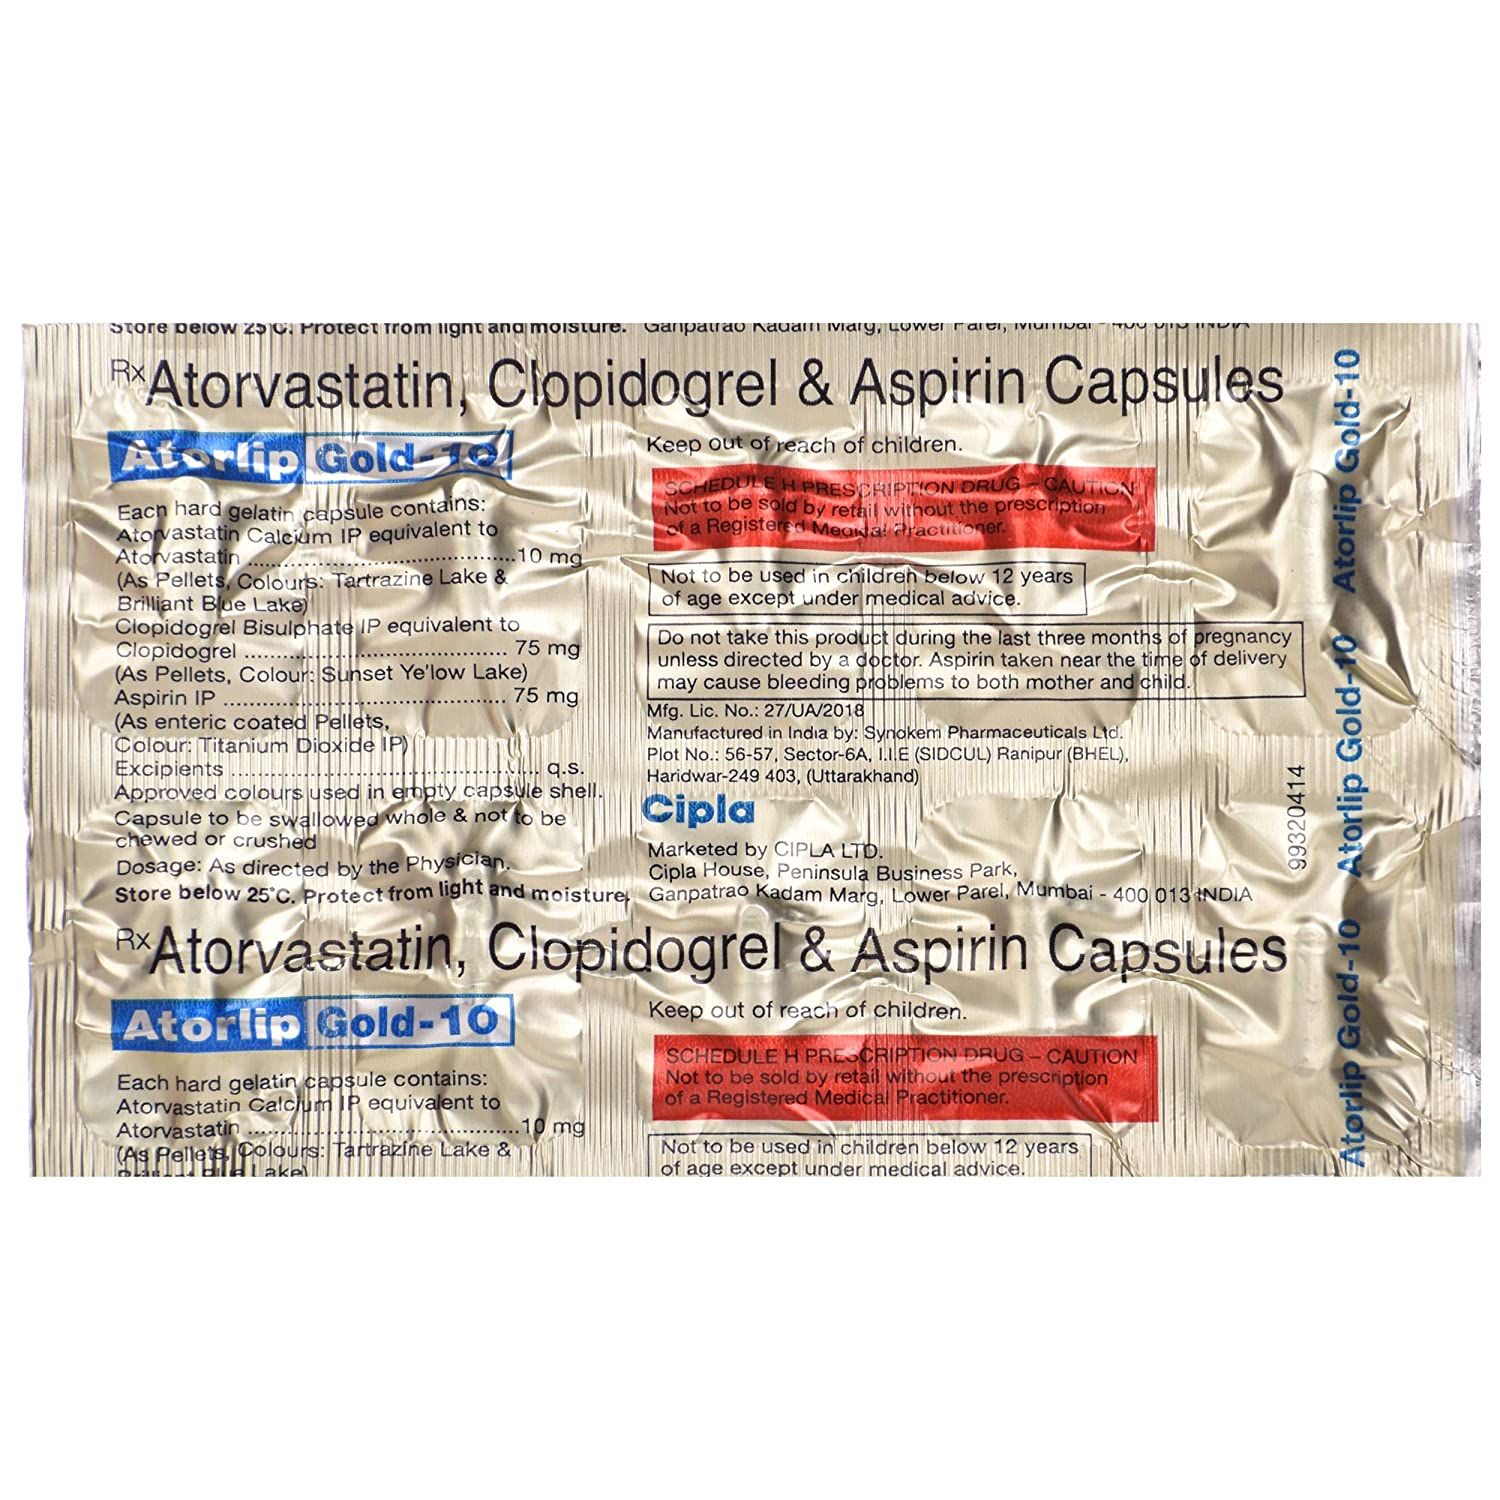 Store below 25°C. Protect from light and moisture.
Ganpatrao Kadam Marg, Lower Parel, Mumbai - 400 013 INDIA
Rx Atorvastatin, Clopidogrel & Aspirin Capsules
Atorlip Gold-10
Each hard gelatin capsule contains:
Atorvastatin Calcium IP equivalent to
Atorvastatin ........................................10 mg
(As Pellets, Colours: Tartrazine Lake &
Brilliant Blue Lake)
Clopidogrel Bisulphate IP equivalent to
Clopidogrel ...................................... 75 mg
(As Pellets, Colour: Sunset Yellow Lake)
Aspirin IP ......................................... 75 mg
(As enteric coated Pellets,
Colour: Titanium Dioxide IP)
Excipients ............................................. q.s.
Approved colours used in empty capsule shell.
Capsule to be swallowed whole & not to be
chewed or crushed
Dosage: As directed by the Physician.
Store below 25°C. Protect from light and moisture.
Keep out of reach of children.
SCHEDULE H PRESCRIPTION DRUG – CAUTION
Not to be sold by retail without the prescription
of a Registered Medical Practitioner.
Not to be used in children below 12 years
of age except under medical advice.
Do not take this product during the last three months of pregnancy
unless directed by a doctor. Aspirin taken near the time of delivery
may cause bleeding problems to both mother and child.
Mfg. Lic. No.: 27/UA/2018
Manufactured in India by: Synokem Pharmaceuticals Ltd.
Plot No.: 56-57, Sector-6A, I.I.E (SIDCUL) Ranipur (BHEL),
Haridwar-249 403, (Uttarakhand)
Cipla
Marketed by CIPLA LTD.
Cipla House, Peninsula Business Park,
Ganpatrao Kadam Marg, Lower Parel, Mumbai - 400 013 INDIA
Rx Atorvastatin, Clopidogrel & Aspirin Capsules
Atorlip Gold-10
Each hard gelatin capsule contains:
Atorvastatin Calcium IP equivalent to
Atorvastatin ........................................10 mg
(As Pellets, Colours: Tartrazine Lake &
Brilliant Blue Lake)
Keep out of reach of children.
SCHEDULE H PRESCRIPTION DRUG – CAUTION
Not to be sold by retail without the prescription
of a Registered Medical Practitioner.
Not to be used in children below 12 years
of age except under medical advice.
99320414
Atorlip Gold-10 Atorlip Gold-10 Atorlip Gold-10